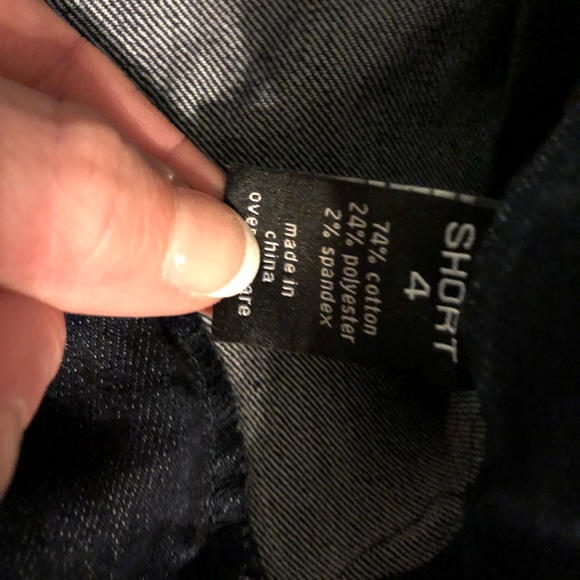 SHORT
4
74% cotton
24% polyester
2% spandex
made in
china